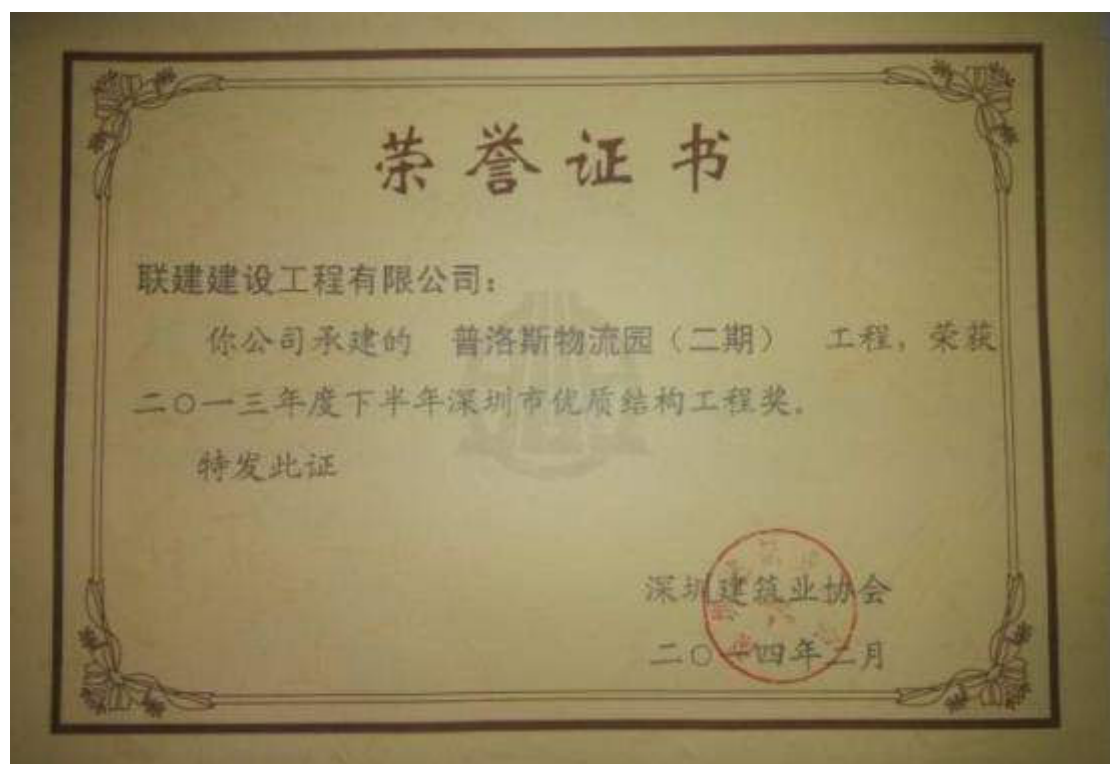 荣誉证书
联建建设工程有限公司：
你公司承建的 普洛斯物流园（二期） 工程，荣获
二〇一三年度下半年深圳市优质结构工程奖。
特发此证
深圳建筑业协会
二〇一四年二月